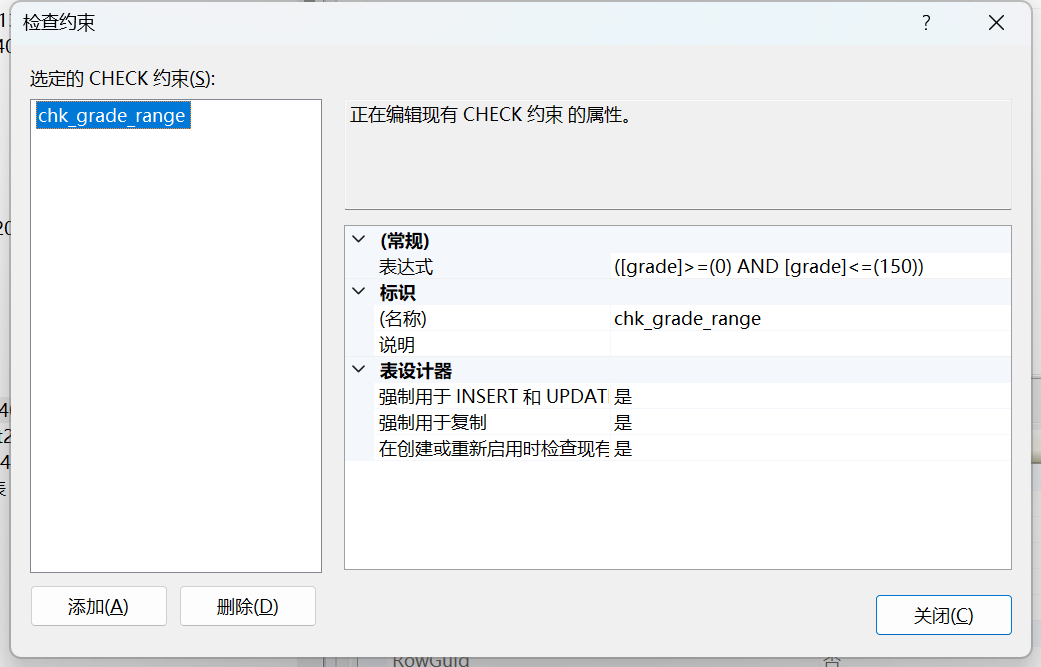 检查约束
?
选定的 CHECK 约束(S):
chk_grade_range
正在编辑现有 CHECK 约束 的属性。
(常规)
表达式 ([grade]>=(0) AND [grade]<=(150))
标识
(名称) chk_grade_range
说明
表设计器
强制用于 INSERT 和 UPDAT 是
强制用于复制 是
在创建或重新启用时检查现有 是
添加(A)
删除(D)
关闭(C)
RowGuid
否